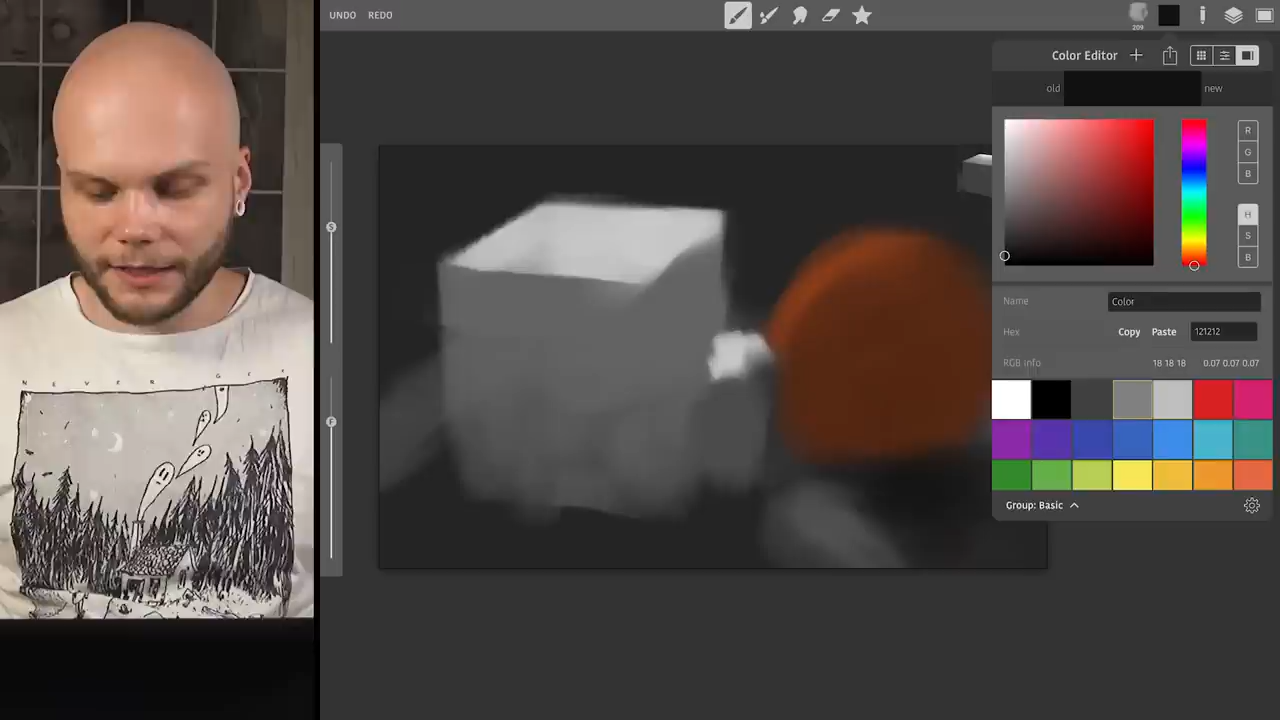 UNDO REDO
209
Color Editor +
old new
R
G
B
H
S
B
Name Color
Hex Copy Paste 121212
RGB Info 18 18 18 0.07 0.07 0.07
Group: Basic
S
F
N E V E R